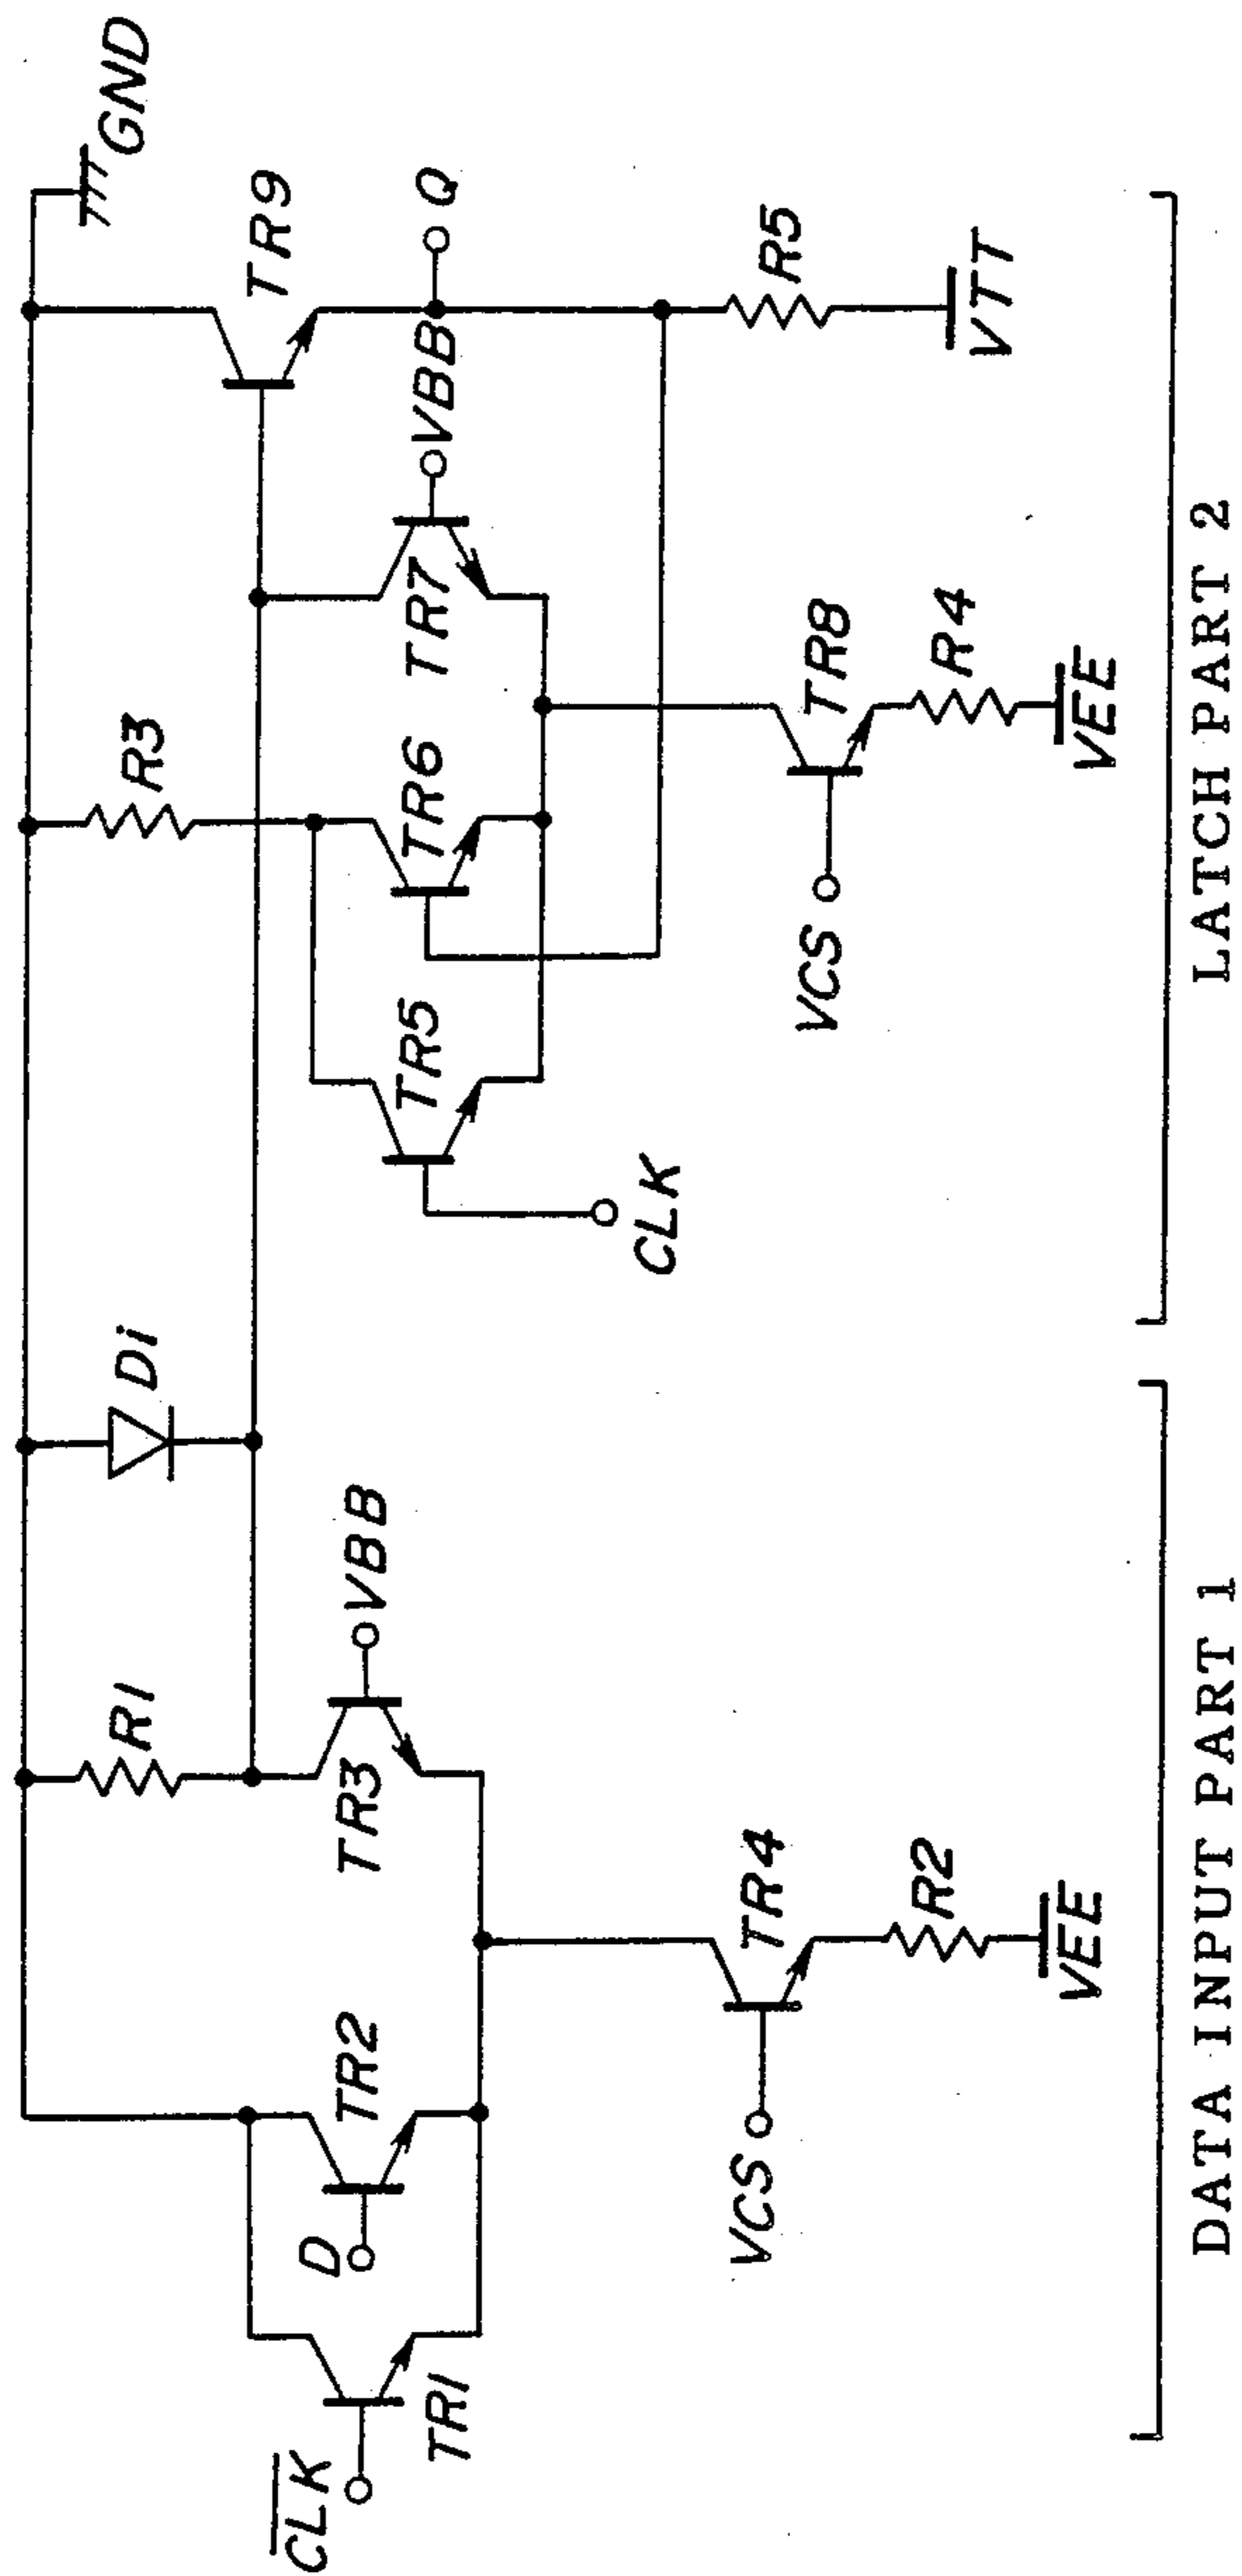 GND
R1
Di
R3
TR9
CLK
D
TR1
TR2
TR3
VBB
TR5
TR6
TR7
VBB
Q
CLK
VCS
TR4
R2
VEE
VCS
TR8
R4
VEE
R5
VTT
DATA INPUT PART 1
LATCH PART 2